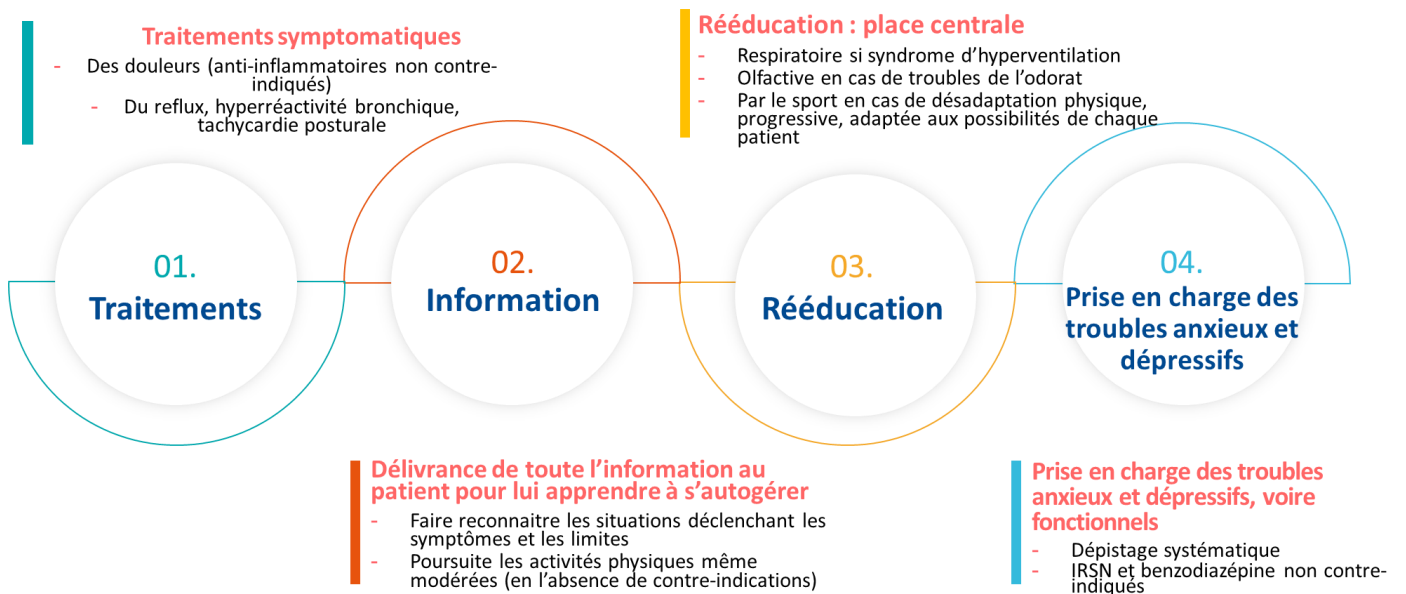 Traitements symptomatiques
- Des douleurs (anti-inflammatoires non contre-
indiqués)
- Du reflux, hyperréactivité bronchique,
tachycardie posturale
Rééducation : place centrale
- Respiratoire si syndrome d’hyperventilation
- Olfactive en cas de troubles de l’odorat
- Par le sport en cas de désadaptation physique,
progressive, adaptée aux possibilités de chaque
patient
01.
Traitements
02.
Information
03.
Rééducation
04.
Prise en charge des
troubles anxieux et
dépressifs
Délivrance de toute l’information au
patient pour lui apprendre à s’autogérer
- Faire reconnaitre les situations déclenchant les
symptômes et les limites
- Poursuite les activités physiques même
modérées (en l’absence de contre-indications)
Prise en charge des troubles
anxieux et dépressifs, voire
fonctionnels
- Dépistage systématique
- IRSN et benzodiazépine non contre-
indiqués